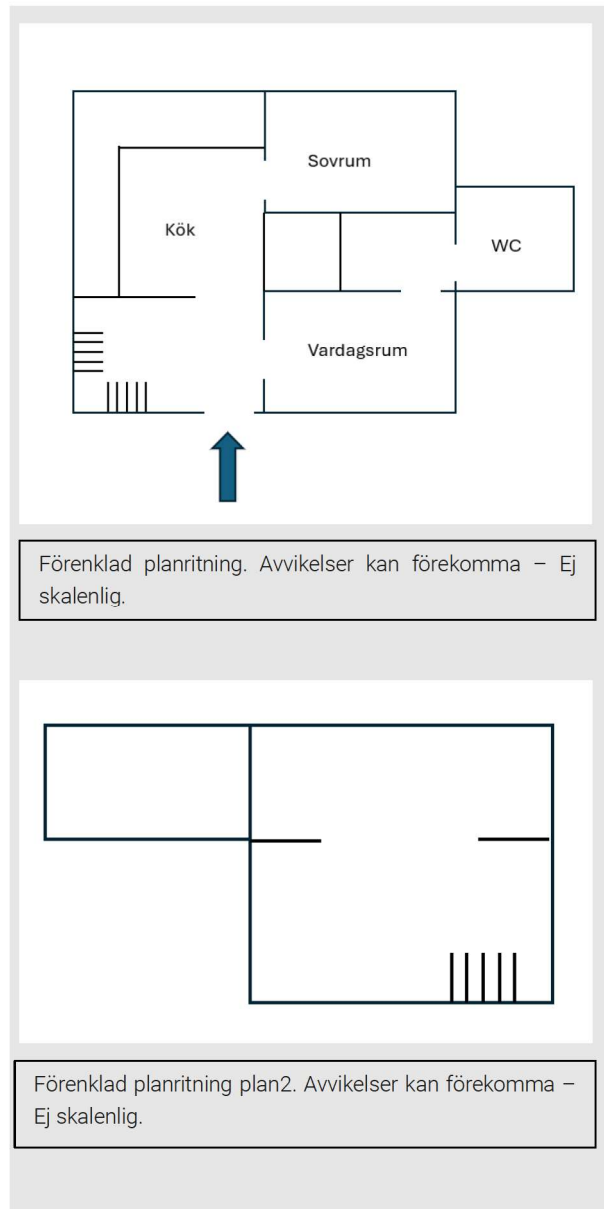 Sovrum
Kök
WC
Vardagsrum
Förenklad planritning. Avvikelser kan förekomma – Ej
skalenlig.
Förenklad planritning plan2. Avvikelser kan förekomma –
Ej skalenlig.